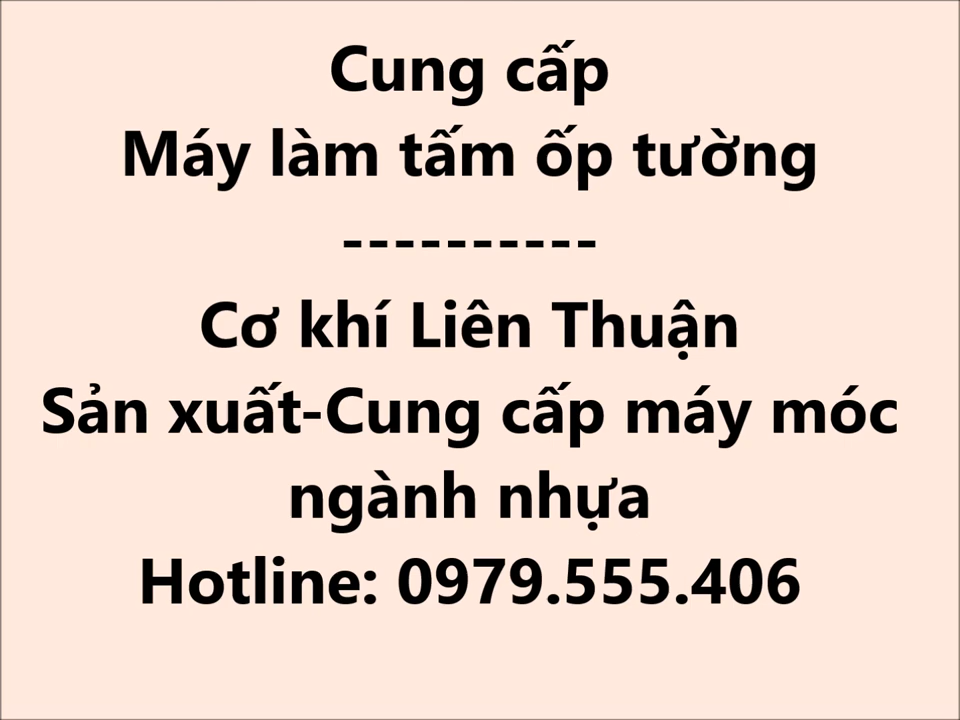 Cung cấp
Máy làm tấm ốp tường
----------
Cơ khí Liên Thuận
Sản xuất-Cung cấp máy móc
ngành nhựa
Hotline: 0979.555.406